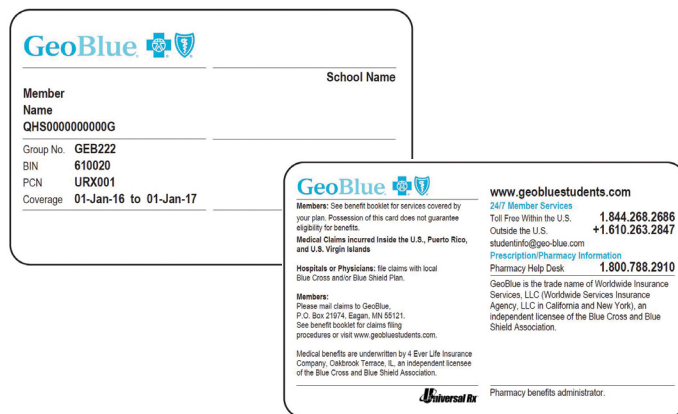 GeoBlue
School Name
Member
Name
QHS0000000000G
Group No. GEB222
BIN 610020
PCN URX001
Coverage 01-Jan-16 to 01-Jan-17
GeoBlue
Members: See benefit booklet for services covered by
your plan. Possession of this card does not guarantee
eligibility for benefits.
Medical Claims incurred Inside the U.S., Puerto Rico,
and U.S. Virgin Islands
Hospitals or Physicians: file claims with local
Blue Cross and/or Blue Shield Plan.
Members:
Please mail claims to GeoBlue,
P.O. Box 21974, Eagan, MN 55121.
See benefit booklet for claims filing
procedures or visit www.geobluestudents.com.
Medical benefits are underwritten by 4 Ever Life Insurance
Company, Oakbrook Terrace, IL, an independent licensee
of the Blue Cross and Blue Shield Association.
Universal Rx
www.geobluestudents.com
24/7 Member Services
Toll Free Within the U.S. 1.844.268.2686
Outside the U.S. +1.610.263.2847
studentinfo@geo-blue.com
Prescription/Pharmacy Information
Pharmacy Help Desk 1.800.788.2910
GeoBlue is the trade name of Worldwide Insurance
Services, LLC (Worldwide Services Insurance
Agency, LLC in California and New York), an
independent licensee of the Blue Cross and Blue
Shield Association.
Pharmacy benefits administrator.